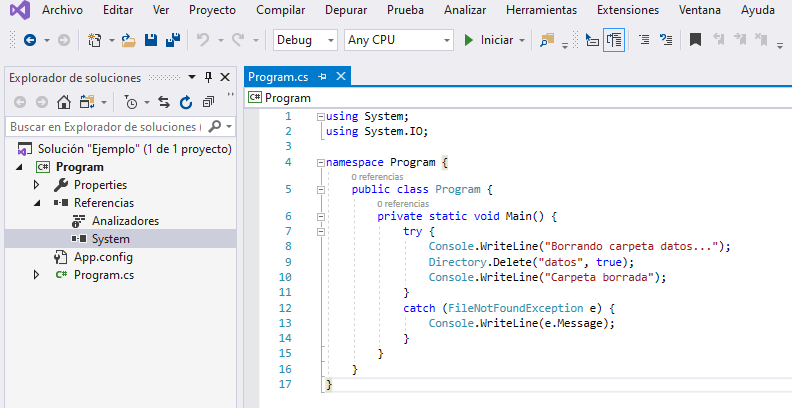 Archivo Editar Ver Proyecto Compilar Depurar Prueba Analizar Herramientas Extensiones Ventana Ayuda
Debug Any CPU Iniciar
Explorador de soluciones
Buscar en Explorador de soluciones (
Solución "Ejemplo" (1 de 1 proyecto)
C# Program
Properties
Referencias
Analizadores
System
App.config
C# Program.cs
Program.cs
C# Program
1 using System;
2 using System.IO;
3
4 namespace Program {
0 referencias
5 public class Program {
0 referencias
6 private static void Main() {
7 try {
8 Console.WriteLine("Borrando carpeta datos...");
9 Directory.Delete("datos", true);
10 Console.WriteLine("Carpeta borrada");
11 }
12 catch (FileNotFoundException e) {
13 Console.WriteLine(e.Message);
14 }
15 }
16 }
17 }